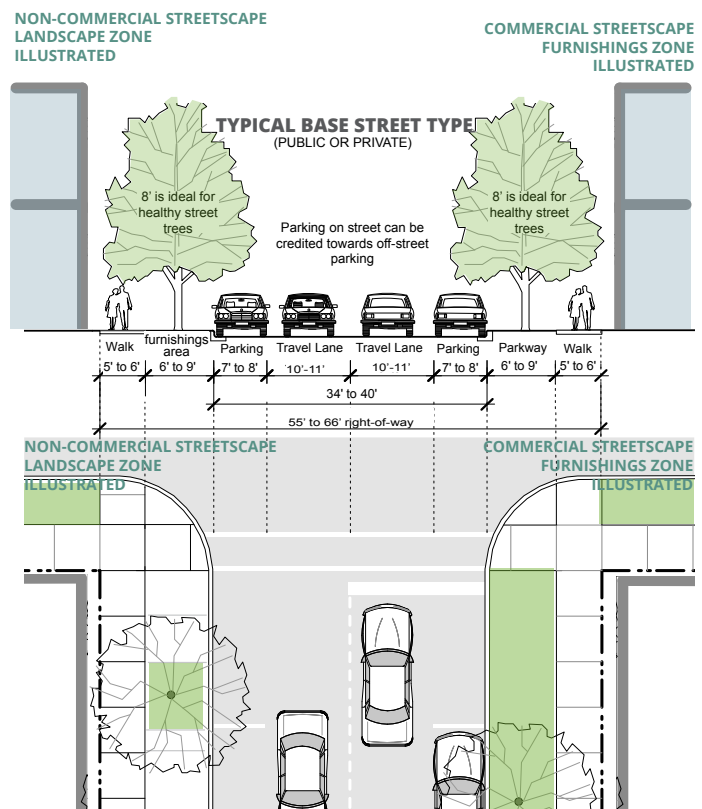 NON-COMMERCIAL STREETSCAPE
LANDSCAPE ZONE
ILLUSTRATED
COMMERCIAL STREETSCAPE
FURNISHINGS ZONE
ILLUSTRATED
TYPICAL BASE STREET TYPE
(PUBLIC OR PRIVATE)
8' is ideal for
healthy street
trees
Parking on street can be
credited towards off-street
parking
8' is ideal for
healthy street
trees
Walk
furnishings
area
Parking
Travel Lane
Travel Lane
Parking
Parkway
Walk
5' to 6'
6' to 9'
7' to 8'
10'-11'
10'-11'
7' to 8'
6' to 9'
5' to 6'
34' to 40'
55' to 66' right-of-way
NON-COMMERCIAL STREETSCAPE
LANDSCAPE ZONE
ILLUSTRATED
COMMERCIAL STREETSCAPE
FURNISHINGS ZONE
ILLUSTRATED